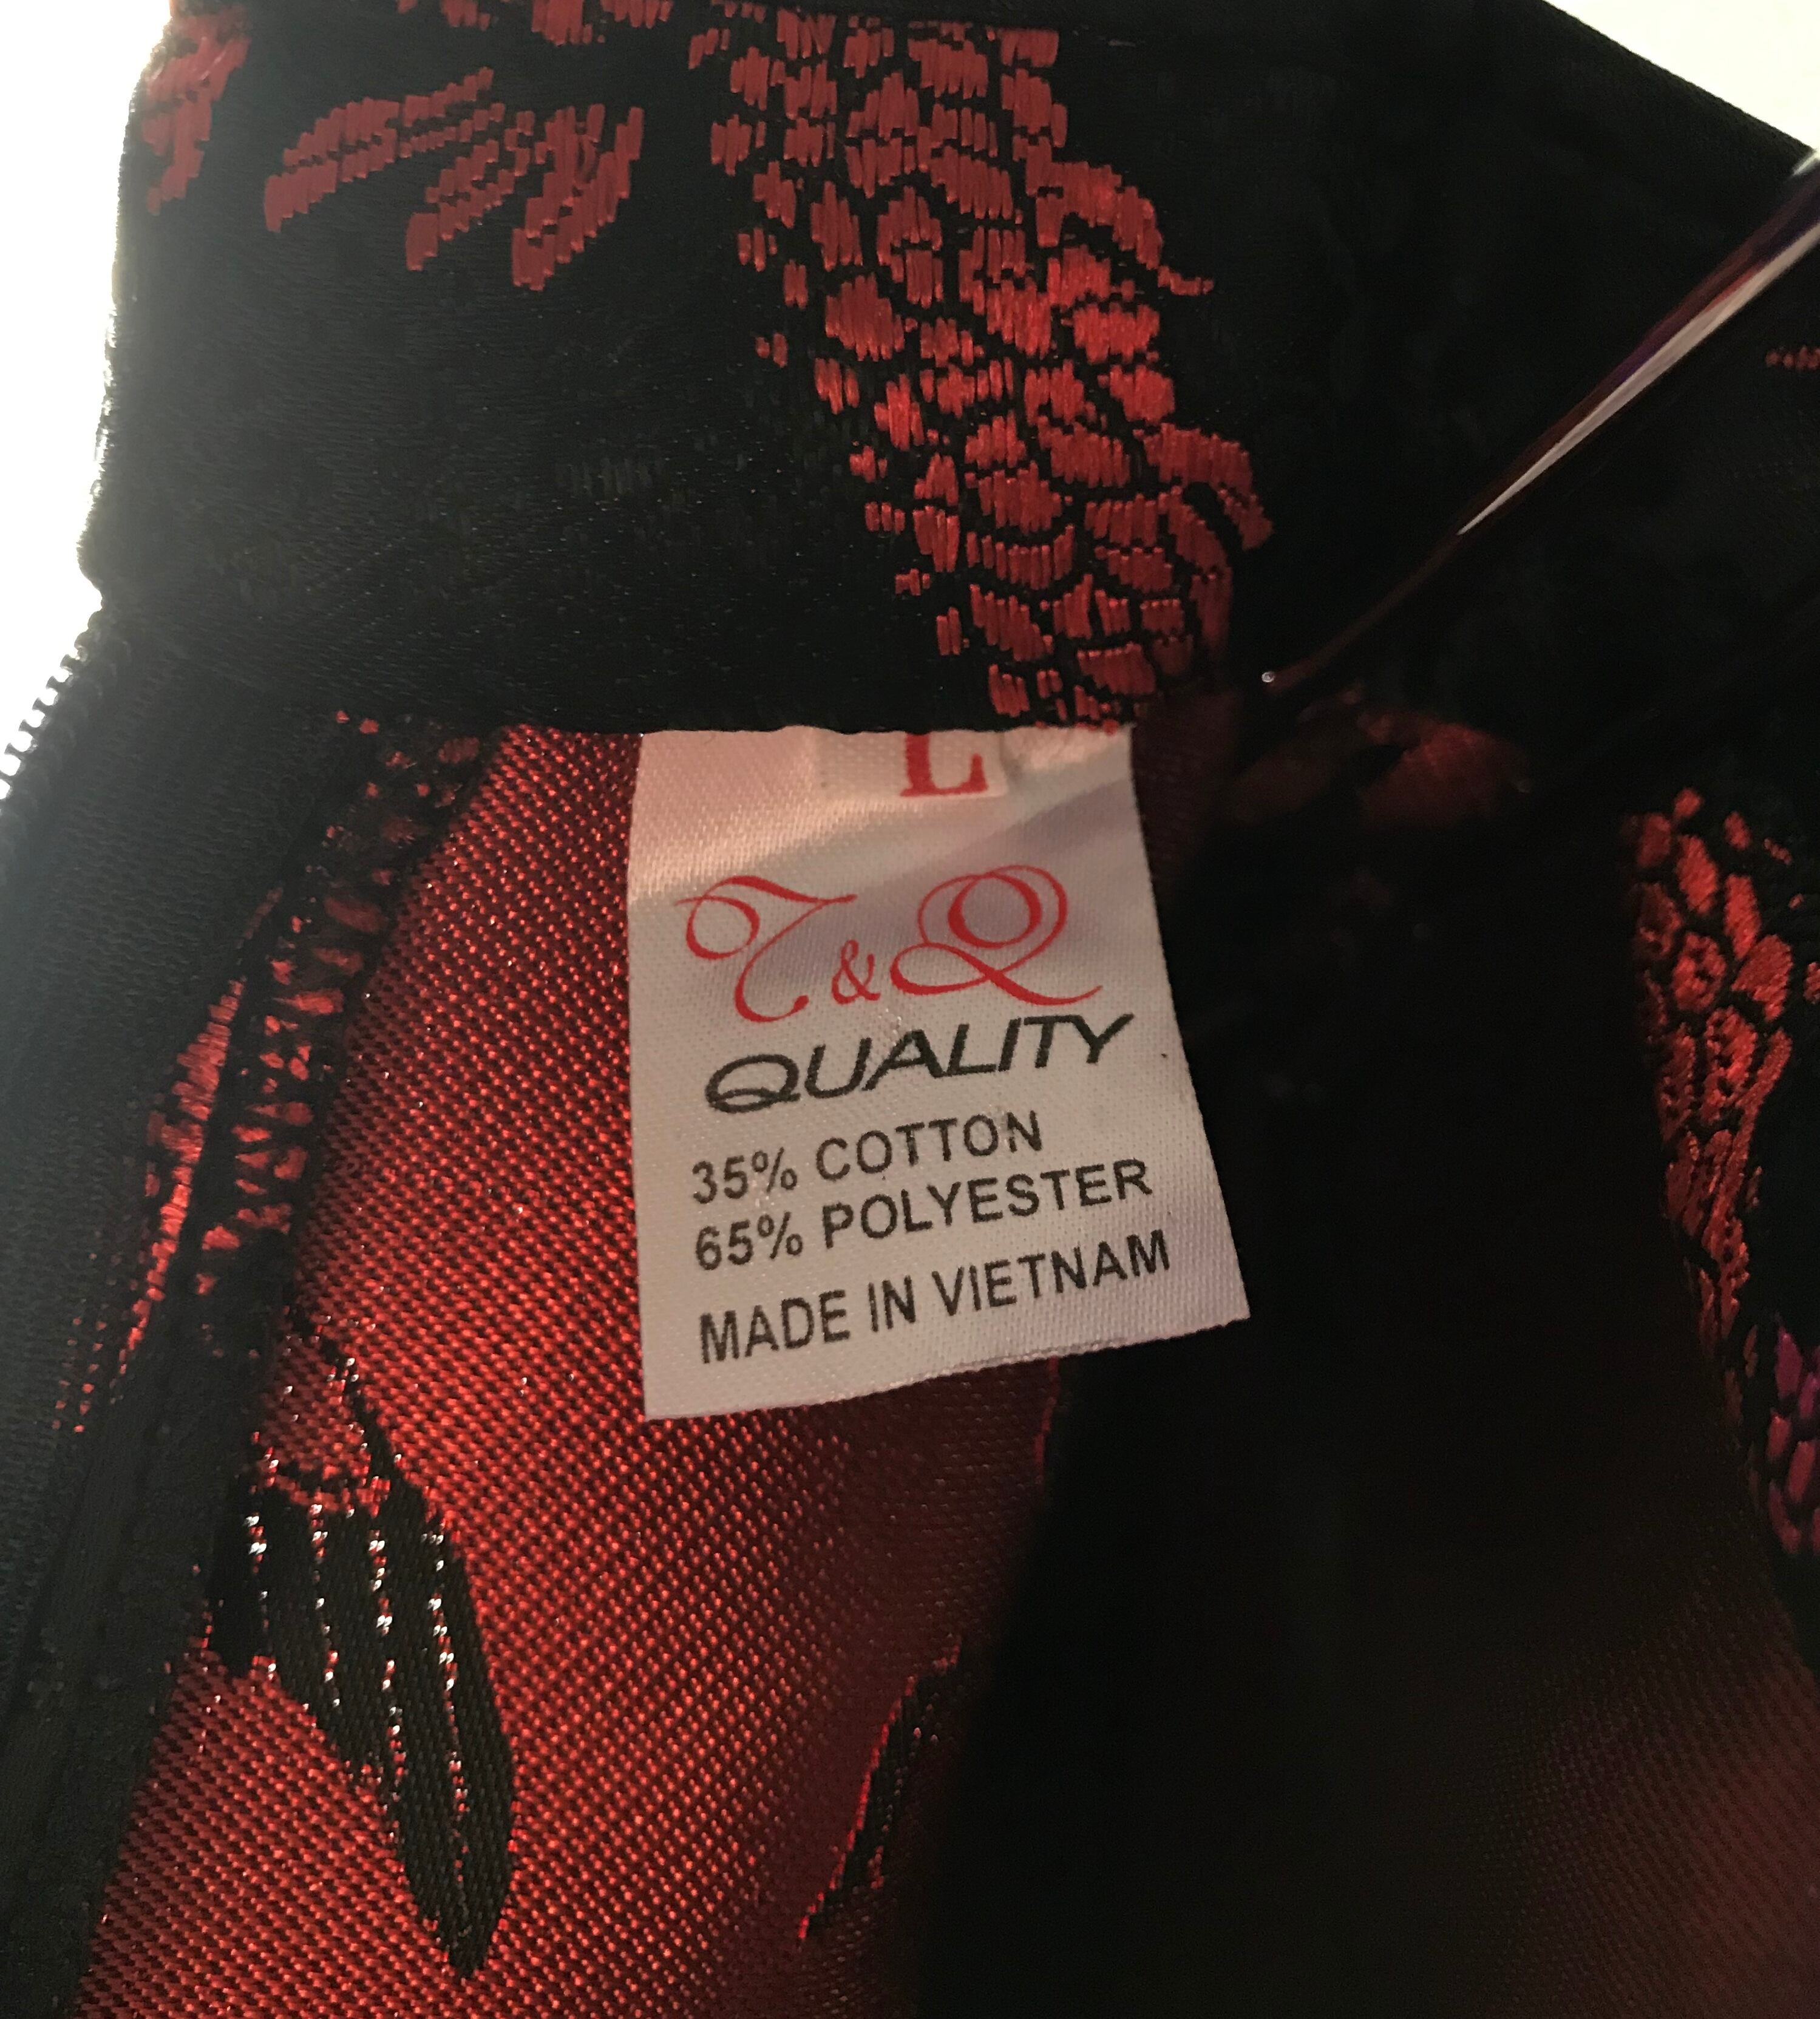 L
T&Q
QUALITY
35% COTTON
65% POLYESTER
MADE IN VIETNAM